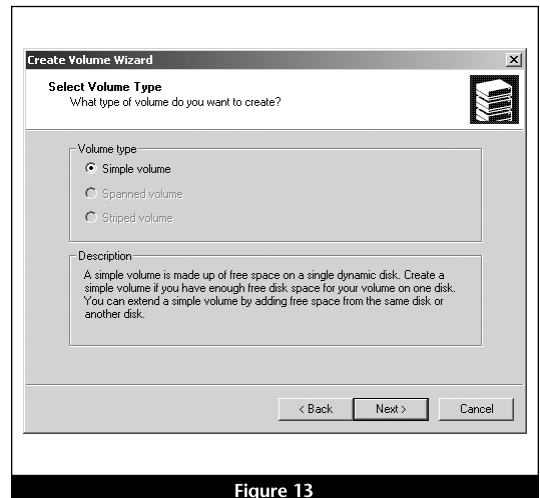 Create Volume Wizard
Select Volume Type
What type of volume do you want to create?
Volume type
Simple volume
Spanned volume
Striped volume
Description
A simple volume is made up of free space on a single dynamic disk. Create a
simple volume if you have enough free disk space for your volume on one disk.
You can extend a simple volume by adding free space from the same disk or
another disk.
< Back
Next >
Cancel
Figure 13